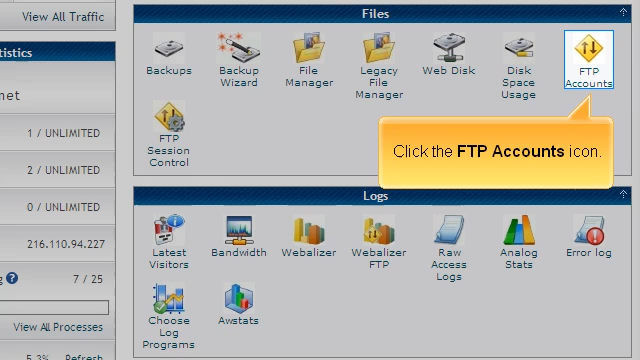 View All Traffic
tistics
net
1 / UNLIMITED
2 / UNLIMITED
0 / UNLIMITED
216.110.94.227
ng
7 / 25
View All Processes
5.3%
Refresh
Files
Backups
Backup
Wizard
File
Manager
Legacy
File
Manager
Web Disk
Disk
Space
Usage
FTP
Accounts
FTP
Session
Control
Click the FTP Accounts icon.
Logs
Latest
Visitors
Bandwidth
Webalizer
Webalizer
FTP
Raw
Access
Logs
Analog
Stats
Error log
Choose
Log
Programs
Awstats